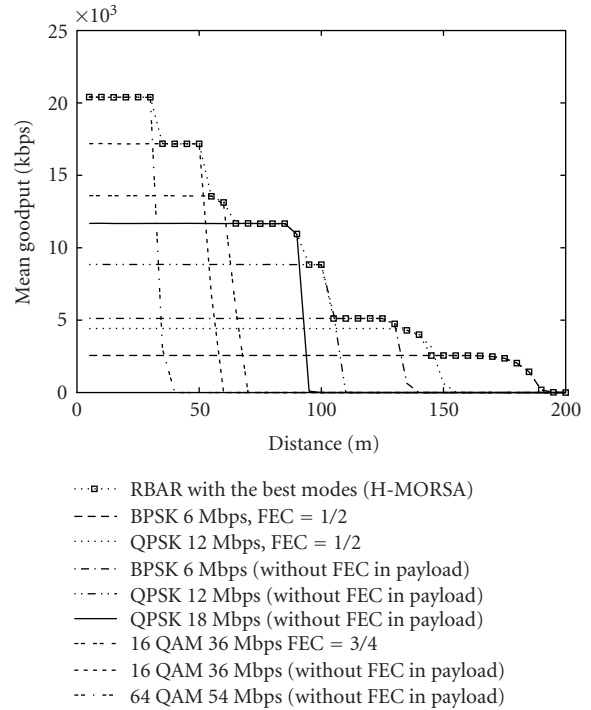 ×10³
25
20
15
10
5
0
Mean goodput (kbps)
0 50 100 150 200
Distance (m)
RBAR with the best modes (H-MORSA)
BPSK 6 Mbps, FEC = 1/2
QPSK 12 Mbps, FEC = 1/2
BPSK 6 Mbps (without FEC in payload)
QPSK 12 Mbps (without FEC in payload)
QPSK 18 Mbps (without FEC in payload)
16 QAM 36 Mbps FEC = 3/4
16 QAM 36 Mbps (without FEC in payload)
64 QAM 54 Mbps (without FEC in payload)